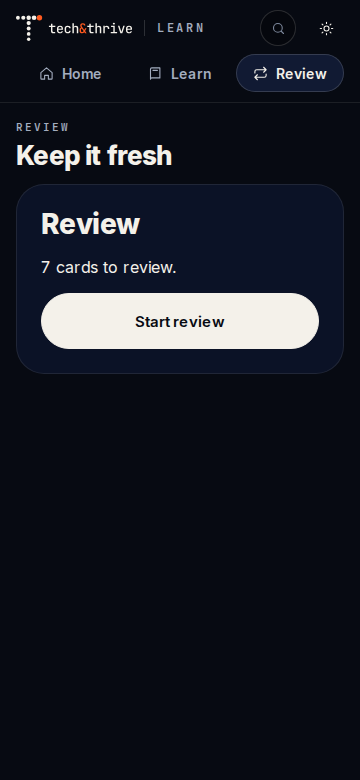 tech&thrive
LEARN
Home
Learn
Review
REVIEW
Keep it fresh
Review
7 cards to review.
Start review